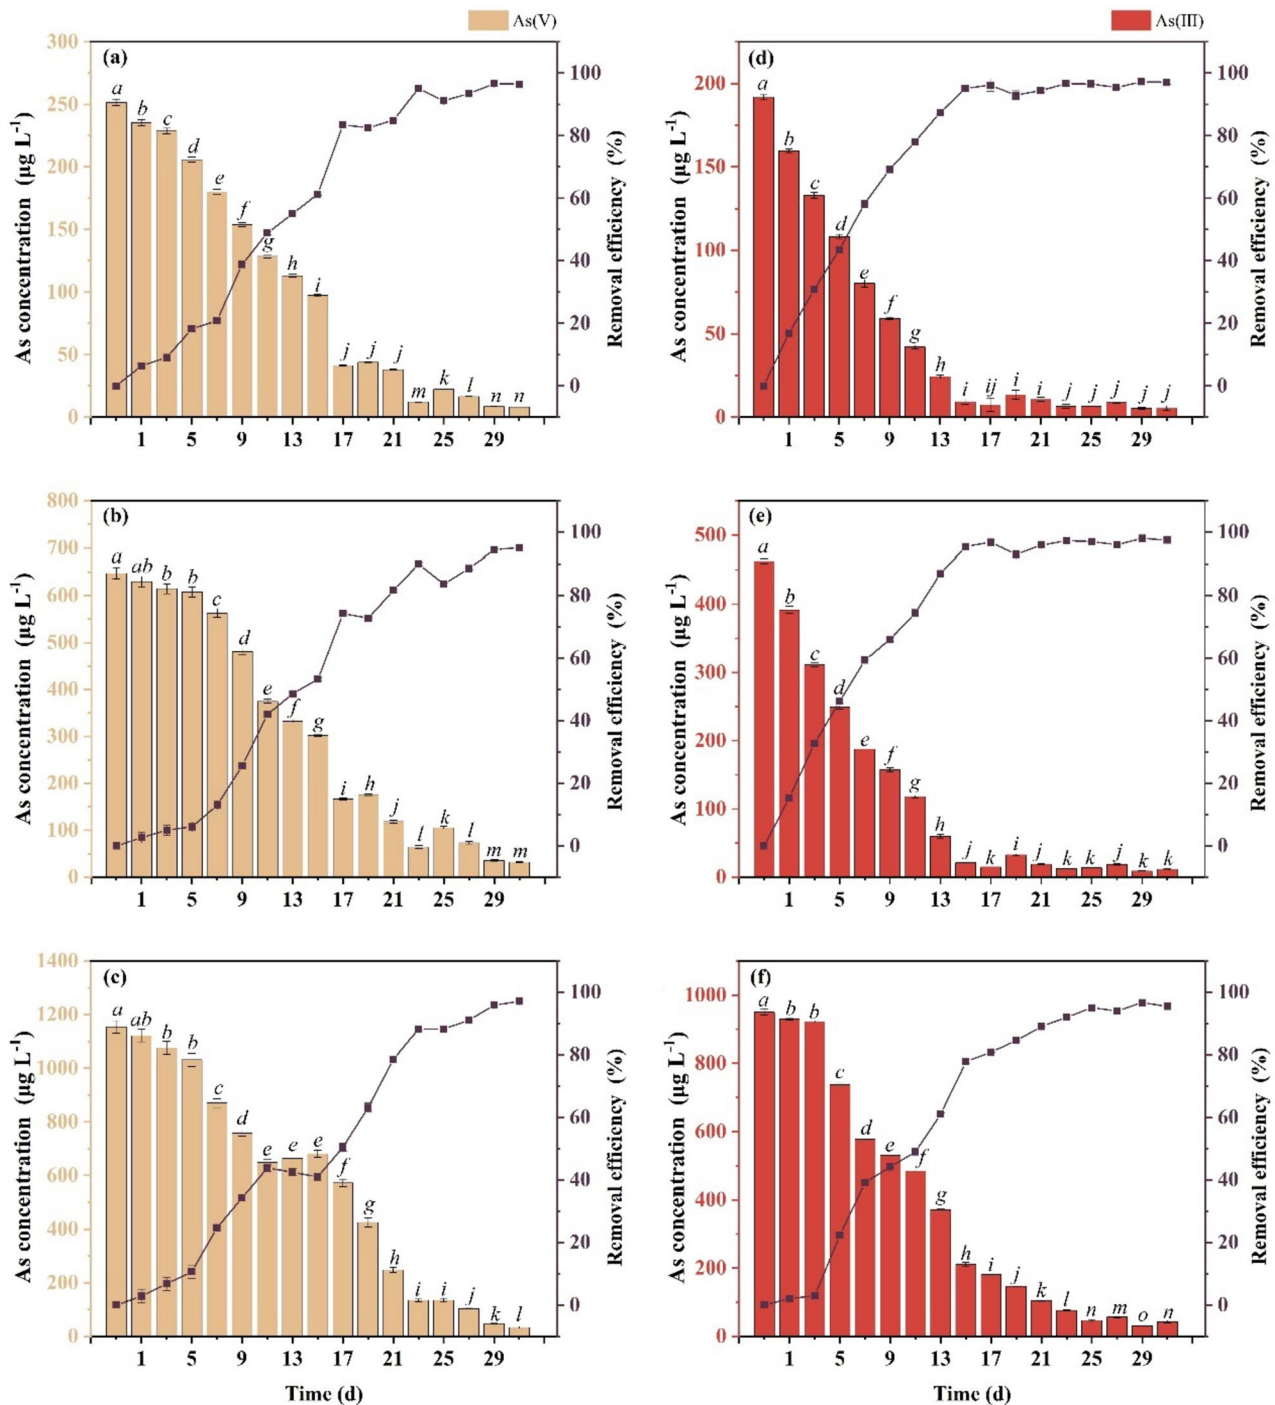 As(V)
As(III)
(a)
As concentration (μg L-1)
300
250
200
150
100
50
0
a b c d e f g h i j j j m k l n n
100
80
60
40
20
0
Removal efficiency (%)
1 5 9 13 17 21 25 29
(d)
As concentration (μg L-1)
200
150
100
50
0
a b c d e f g h i ij i i j j j j j
100
80
60
40
20
0
Removal efficiency (%)
1 5 9 13 17 21 25 29
(b)
As concentration (μg L-1)
800
700
600
500
400
300
200
100
0
a ab b b c d e f g i h j l k l m m
100
80
60
40
20
0
Removal efficiency (%)
1 5 9 13 17 21 25 29
(e)
As concentration (μg L-1)
500
400
300
200
100
0
a b c d e f g h j k i j k k j k k
100
80
60
40
20
0
Removal efficiency (%)
1 5 9 13 17 21 25 29
(c)
As concentration (μg L-1)
1400
1200
1000
800
600
400
200
0
a ab b b c d e e e f g h i i j k l
100
80
60
40
20
0
Removal efficiency (%)
1 5 9 13 17 21 25 29
Time (d)
(f)
As concentration (μg L-1)
1000
800
600
400
200
0
a b b c d e f g h i j k l n m o n
100
80
60
40
20
0
Removal efficiency (%)
1 5 9 13 17 21 25 29
Time (d)